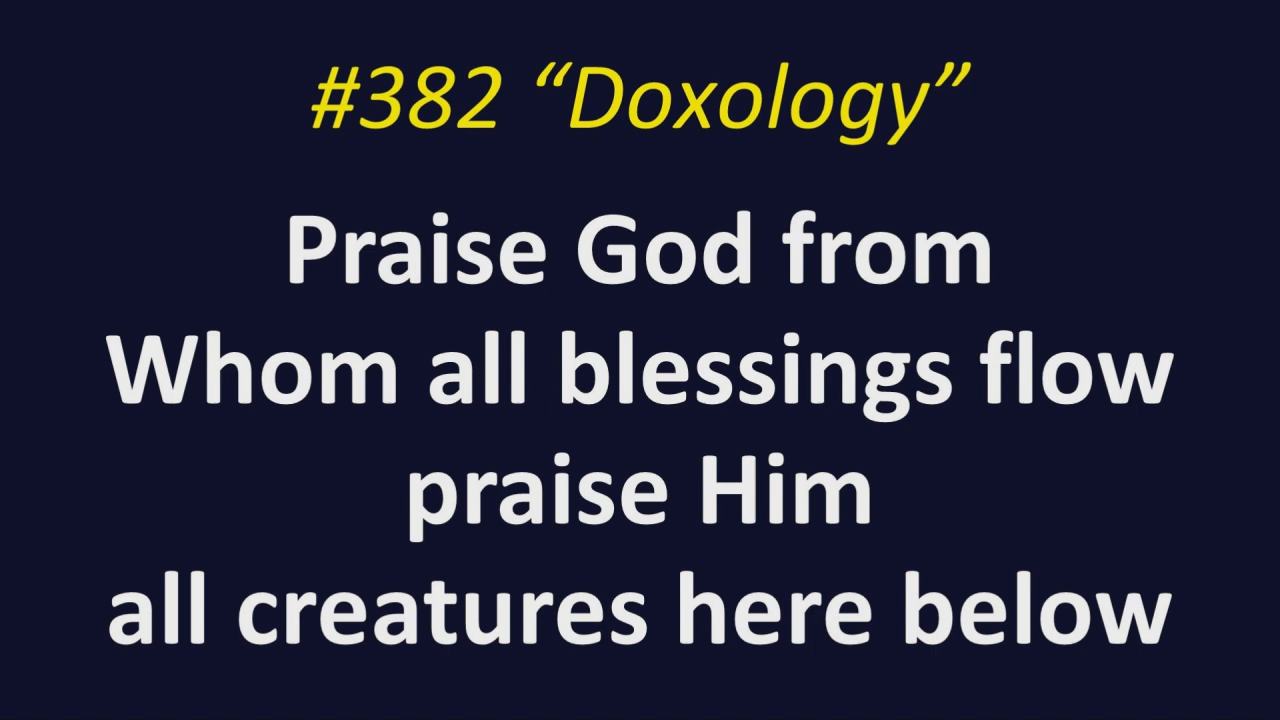 #382 “Doxology”
Praise God from
Whom all blessings flow
praise Him
all creatures here below